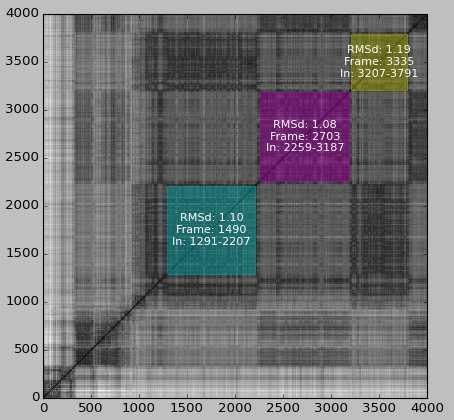 4000
3500
3000
2500
2000
1500
1000
500
0
RMSd: 1.19
Frame: 3335
In: 3207-3791
RMSd: 1.08
Frame: 2703
In: 2259-3187
RMSd: 1.10
Frame: 1490
In: 1291-2207
0 500 1000 1500 2000 2500 3000 3500 4000